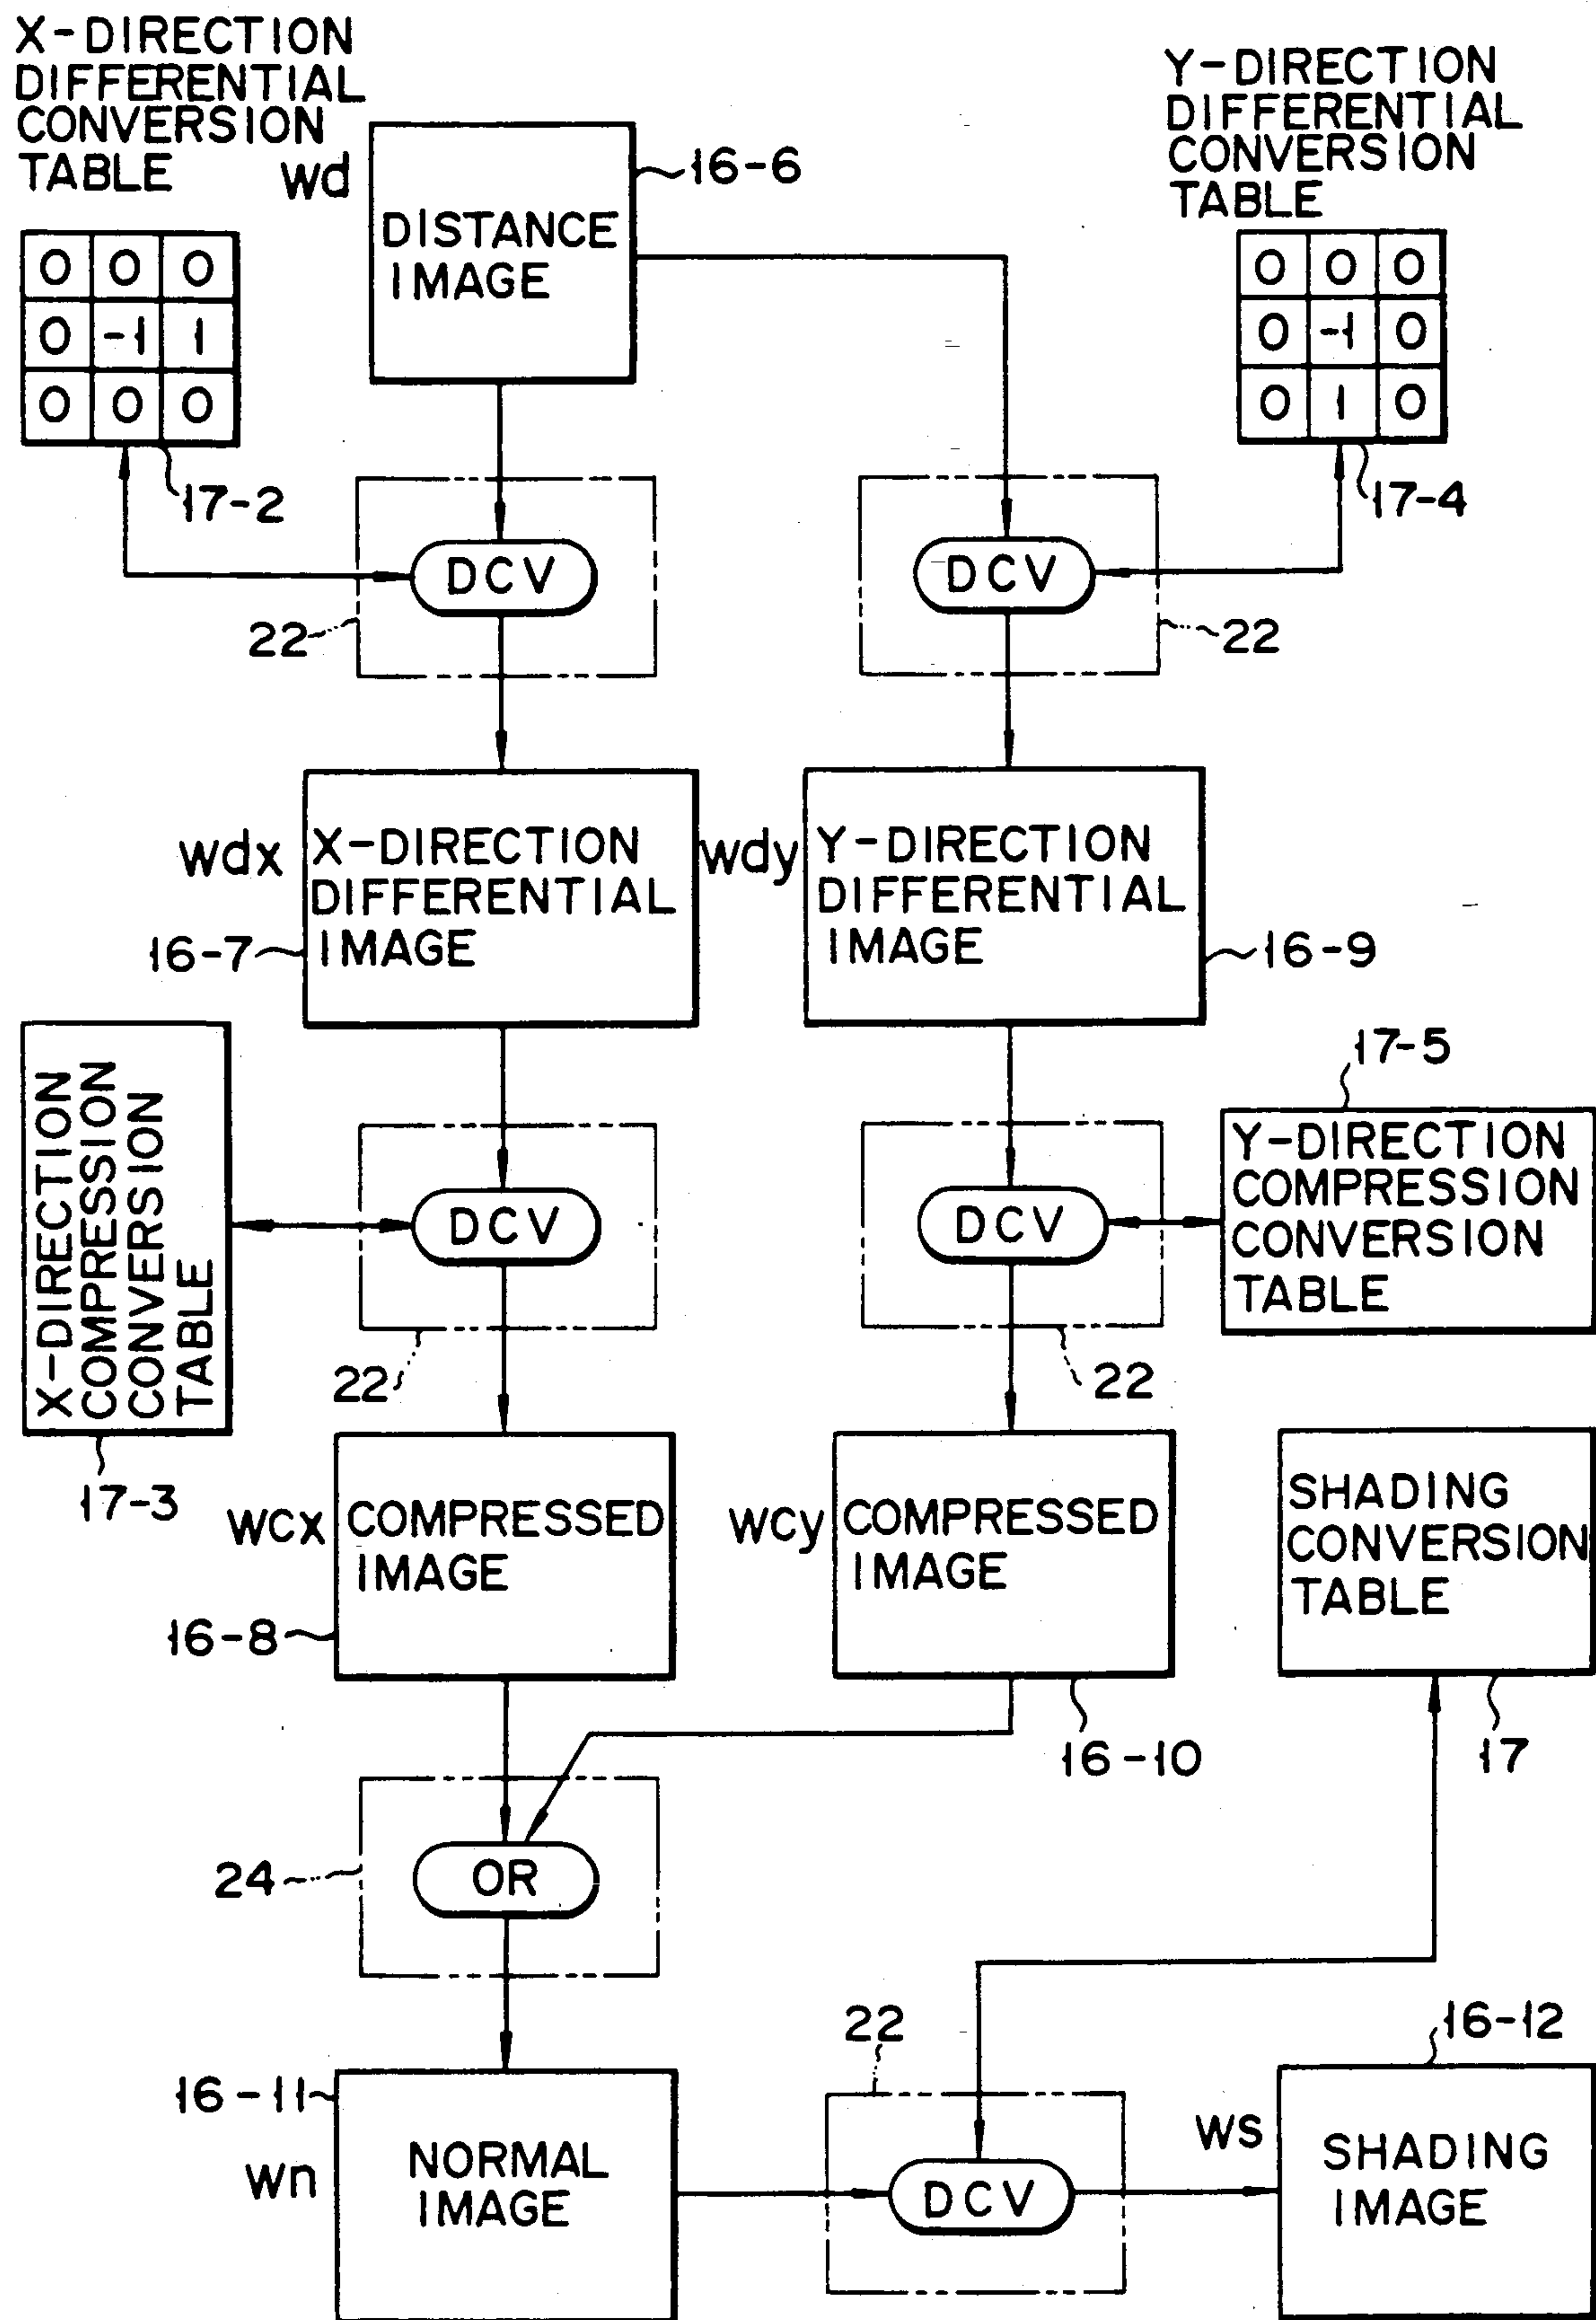 X-DIRECTION
DIFFERENTIAL
CONVERSION
TABLE
Wd
16-6
Y-DIRECTION
DIFFERENTIAL
CONVERSION
TABLE
DISTANCE
IMAGE
0 0 0
0 -1 1
0 0 0
17-2
0 0 0
0 -1 0
0 1 0
17-4
DCV
22
DCV
22
Wdx
X-DIRECTION
DIFFERENTIAL
IMAGE
16-7
Wdy
Y-DIRECTION
DIFFERENTIAL
IMAGE
16-9
X-DIRECTION
COMPRESSION
CONVERSION
TABLE
17-3
DCV
22
DCV
22
17-5
Y-DIRECTION
COMPRESSION
CONVERSION
TABLE
WCX
COMPRESSED
IMAGE
16-8
WCy
COMPRESSED
IMAGE
16-10
SHADING
CONVERSION
TABLE
17
24
OR
16-11
Wn
NORMAL
IMAGE
22
DCV
16-12
WS
SHADING
IMAGE